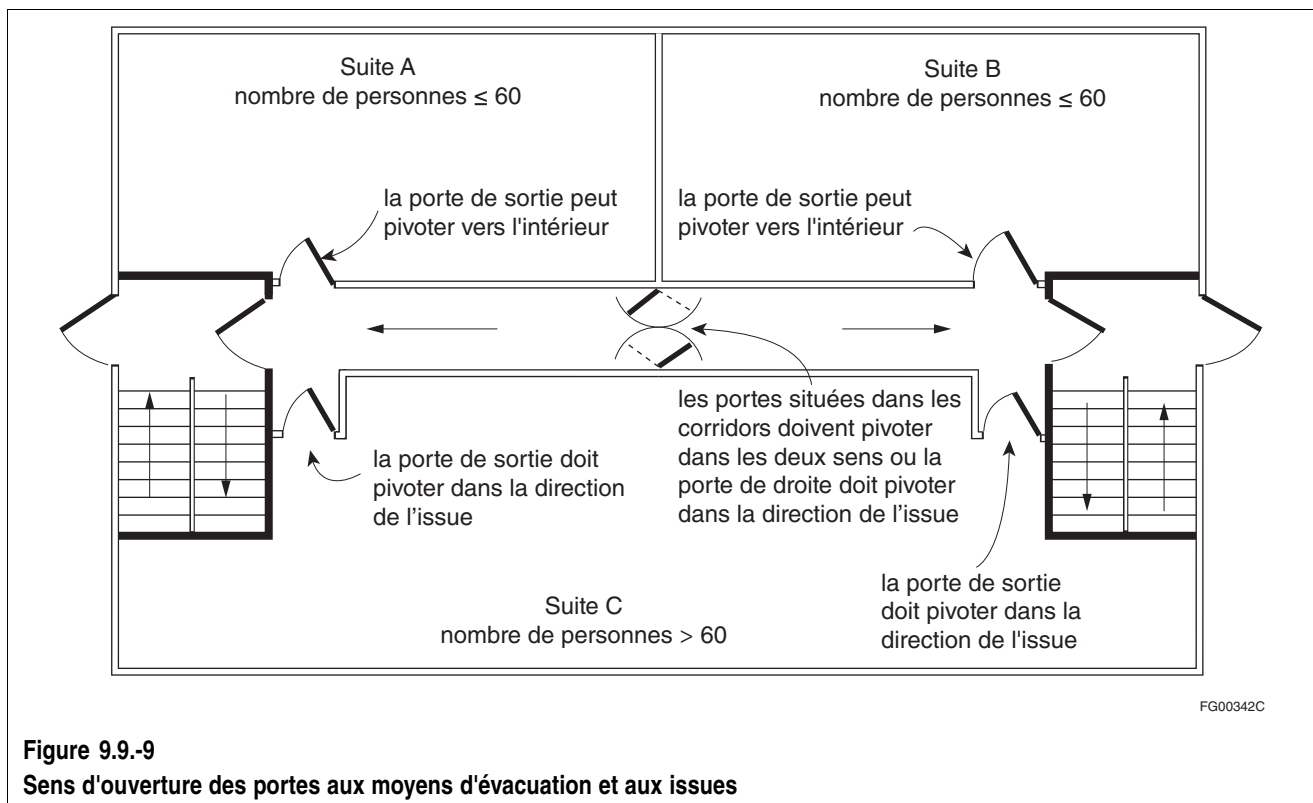 Suite A
nombre de personnes ≤ 60
Suite B
nombre de personnes ≤ 60
la porte de sortie peut
pivoter vers l'intérieur
la porte de sortie peut
pivoter vers l'intérieur
la porte de sortie doit
pivoter dans la direction
de l'issue
les portes situées dans les
corridors doivent pivoter
dans les deux sens ou la
porte de droite doit pivoter
dans la direction de l'issue
la porte de sortie
doit pivoter dans la
direction de l'issue
Suite C
nombre de personnes > 60
FG00342C
Figure 9.9.-9
Sens d'ouverture des portes aux moyens d'évacuation et aux issues